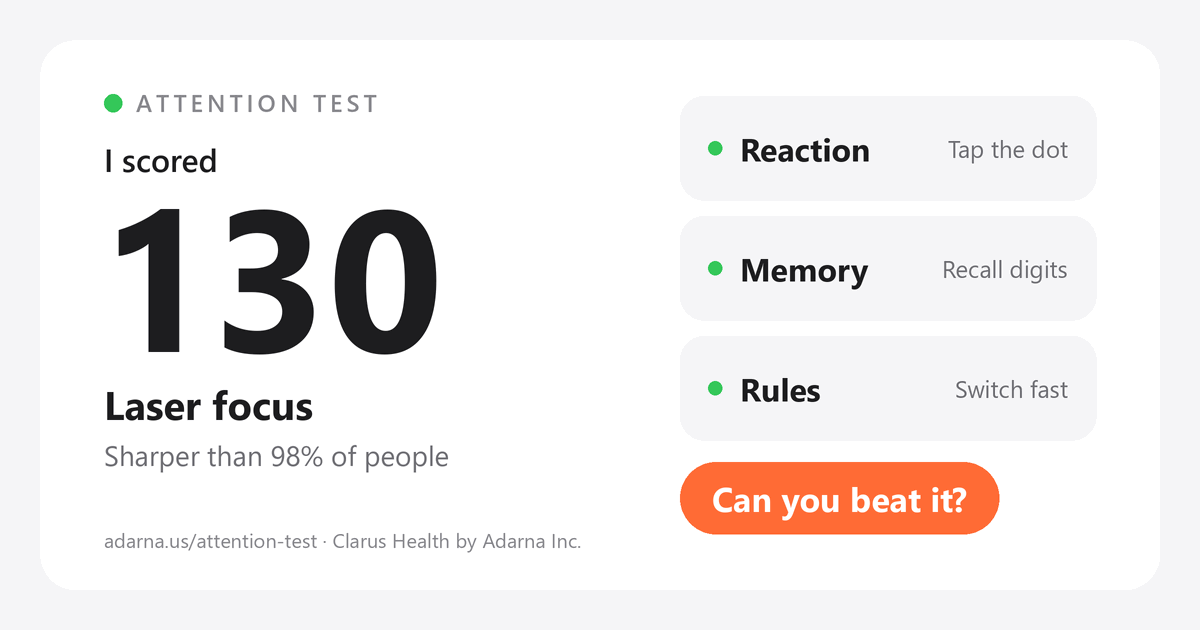 ATTENTION TEST
I scored
130
Laser focus
Sharper than 98% of people
adarna.us/attention-test · Clarus Health by Adarna Inc.
Reaction Tap the dot
Memory Recall digits
Rules Switch fast
Can you beat it?